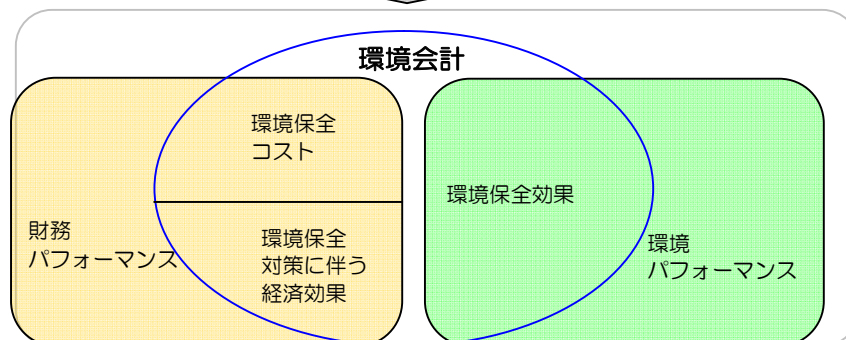 環境会計
環境保全
コスト
財務
パフォーマンス
環境保全
対策に伴う
経済効果
環境保全効果
環境
パフォーマンス